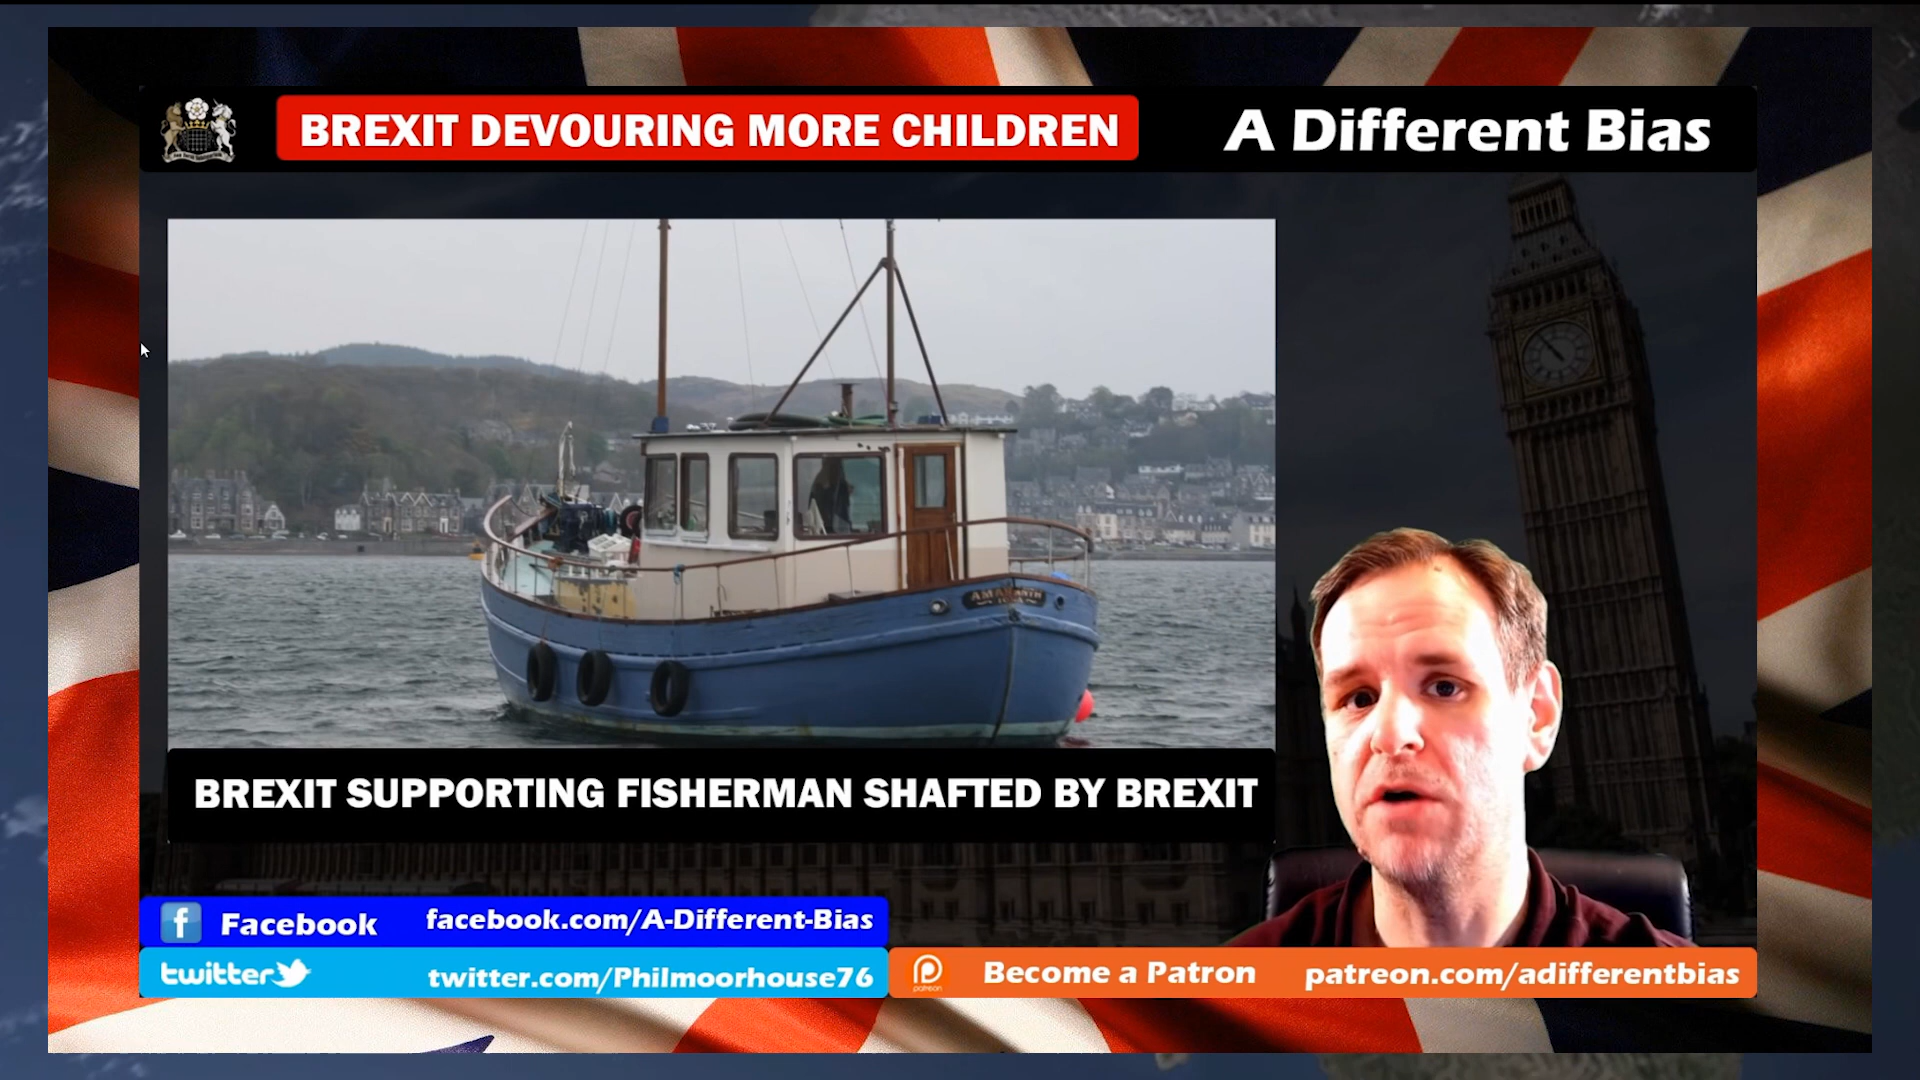 BREXIT DEVOURING MORE CHILDREN
A Different Bias
BREXIT SUPPORTING FISHERMAN SHAFTED BY BREXIT
Facebook
facebook.com/A-Different-Bias
twitter
twitter.com/Philmoorhouse76
patreon
Become a Patron
patreon.com/adifferentbias